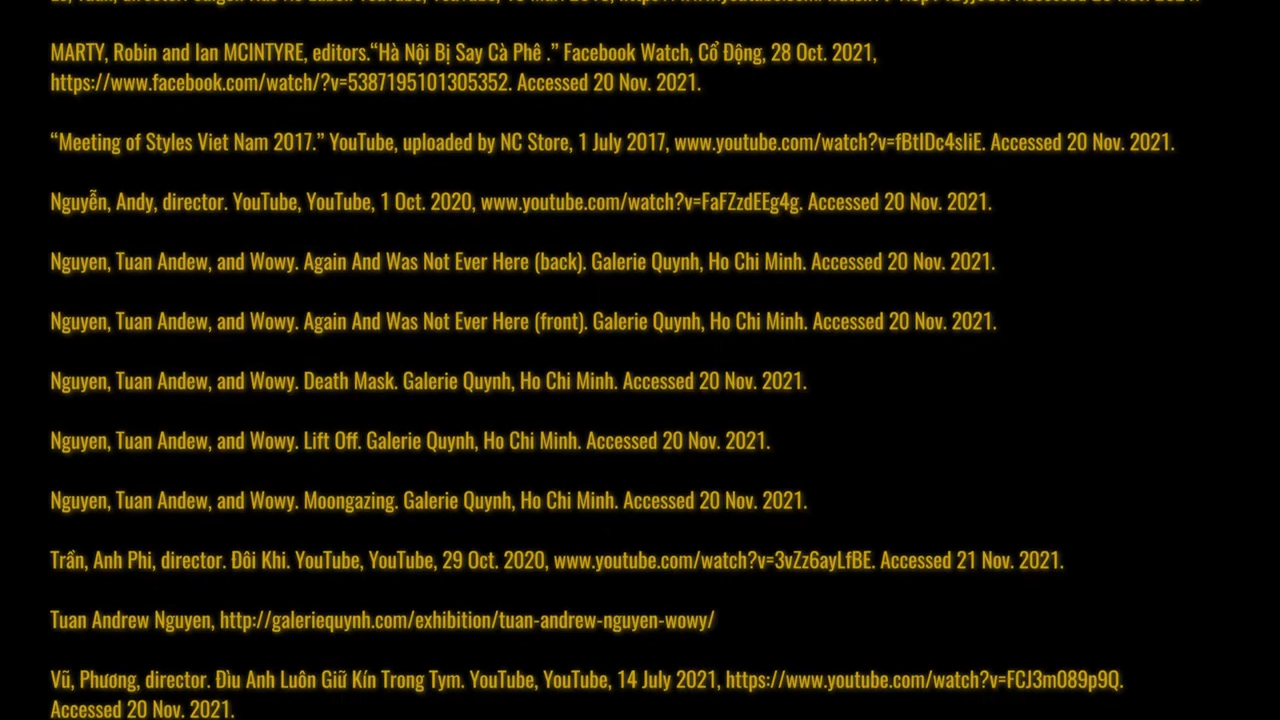 MARTY, Robin and Ian MCINTYRE, editors.“Hà Nội Bị Say Cà Phê .” Facebook Watch, Cổ Động, 28 Oct. 2021,
https://www.facebook.com/watch/?v=5387195101305352. Accessed 20 Nov. 2021.
“Meeting of Styles Viet Nam 2017.” YouTube, uploaded by NC Store, 1 July 2017, www.youtube.com/watch?v=fBtIDc4sliE. Accessed 20 Nov. 2021.
Nguyễn, Andy, director. YouTube, YouTube, 1 Oct. 2020, www.youtube.com/watch?v=FaFZzdEEg4g. Accessed 20 Nov. 2021.
Nguyen, Tuan Andew, and Wowy. Again And Was Not Ever Here (back). Galerie Quynh, Ho Chi Minh. Accessed 20 Nov. 2021.
Nguyen, Tuan Andew, and Wowy. Again And Was Not Ever Here (front). Galerie Quynh, Ho Chi Minh. Accessed 20 Nov. 2021.
Nguyen, Tuan Andew, and Wowy. Death Mask. Galerie Quynh, Ho Chi Minh. Accessed 20 Nov. 2021.
Nguyen, Tuan Andew, and Wowy. Lift Off. Galerie Quynh, Ho Chi Minh. Accessed 20 Nov. 2021.
Nguyen, Tuan Andew, and Wowy. Moongazing. Galerie Quynh, Ho Chi Minh. Accessed 20 Nov. 2021.
Trần, Anh Phi, director. Đôi Khi. YouTube, YouTube, 29 Oct. 2020, www.youtube.com/watch?v=3vZz6ayLfBE. Accessed 21 Nov. 2021.
Tuan Andrew Nguyen, http://galeriequynh.com/exhibition/tuan-andrew-nguyen-wowy/
Vũ, Phương, director. Đìu Anh Luôn Giữ Kín Trong Tym. YouTube, YouTube, 14 July 2021, https://www.youtube.com/watch?v=FCJ3m089p9Q.
Accessed 20 Nov. 2021.